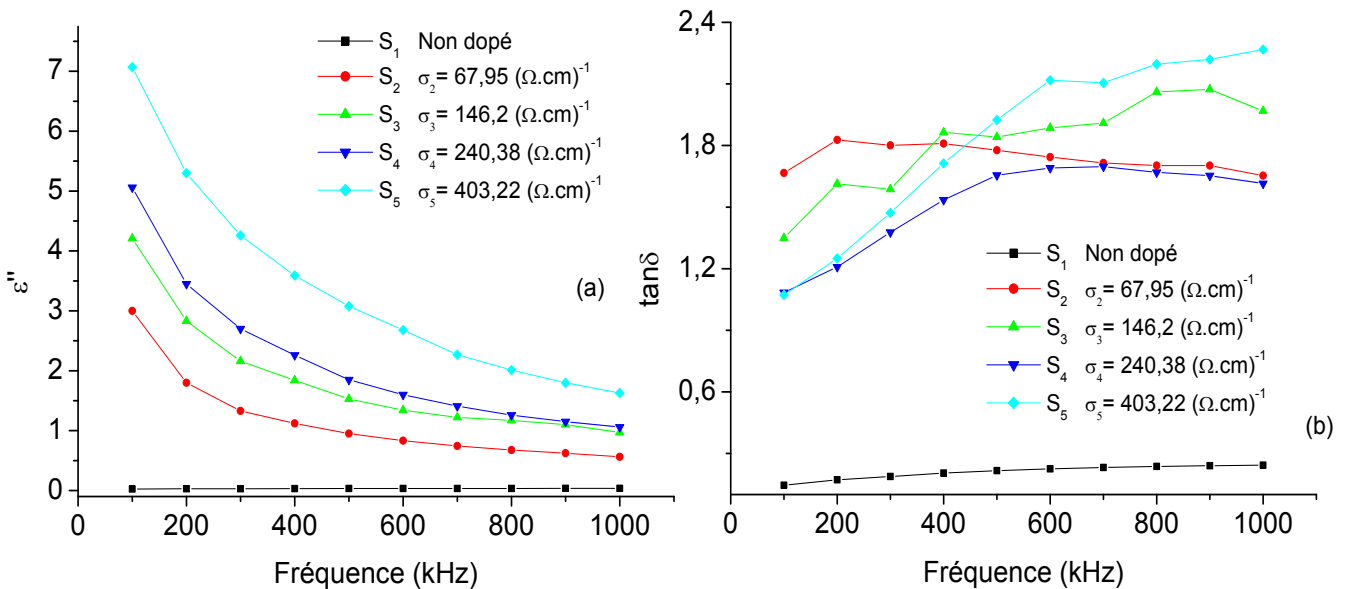 S₁ Non dopé
S₂ σ₂= 67,95 (Ω.cm)⁻¹
S₃ σ₃= 146,2 (Ω.cm)⁻¹
S₄ σ₄= 240,38 (Ω.cm)⁻¹
S₅ σ₅= 403,22 (Ω.cm)⁻¹
(a)
7
6
5
4
3
2
1
0
ε"
0 200 400 600 800 1000
Fréquence (kHz)
2,4
1,8
1,2
0,6
tanδ
S₁ Non dopé
S₂ σ₂= 67,95 (Ω.cm)⁻¹
S₃ σ₃= 146,2 (Ω.cm)⁻¹
S₄ σ₄= 240,38 (Ω.cm)⁻¹
S₅ σ₅= 403,22 (Ω.cm)⁻¹
(b)
0 200 400 600 800 1000
Fréquence (kHz)